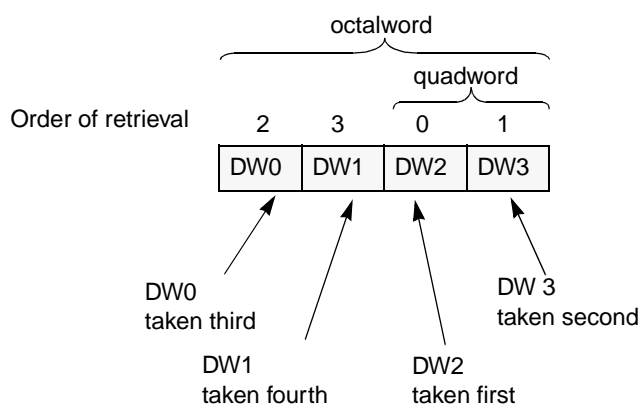 octalword
quadword
Order of retrieval 2 3 0 1
DW0 DW1 DW2 DW3
DW0
taken third
DW 3
taken second
DW1
taken fourth
DW2
taken first